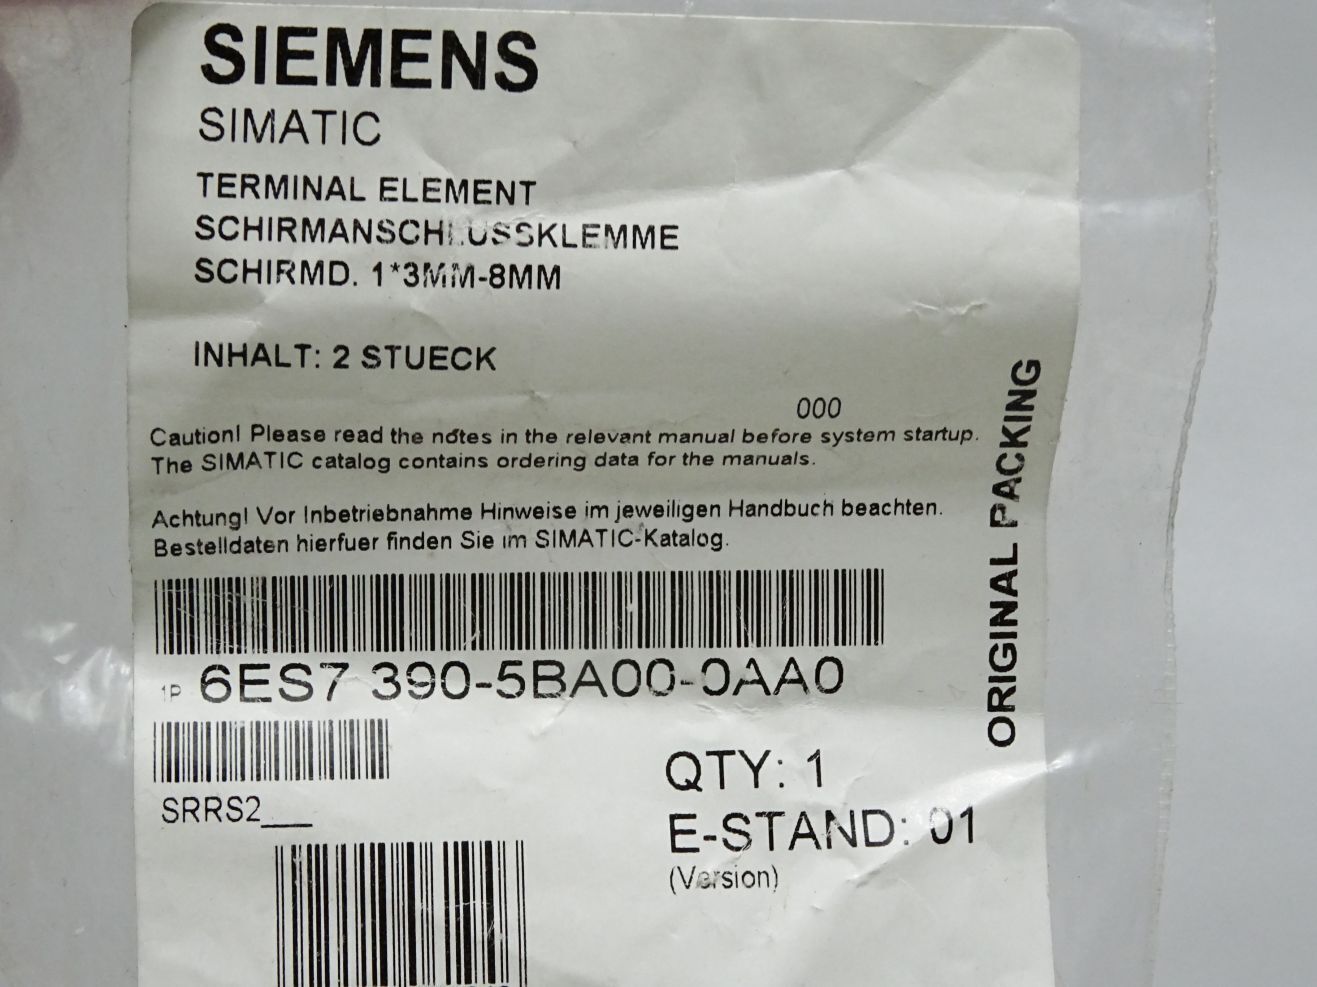 SIEMENS
SIMATIC
TERMINAL ELEMENT
SCHIRMANSCHLUSSKLEMME
SCHIRMD. 1*3MM-8MM
INHALT: 2 STUECK
000
Caution! Please read the notes in the relevant manual before system startup.
The SIMATIC catalog contains ordering data for the manuals.
Achtung! Vor Inbetriebnahme Hinweise im jeweiligen Handbuch beachten.
Bestelldaten hierfuer finden Sie im SIMATIC-Katalog.
ORIGINAL PACKING
1P 6ES7 390-5BA00-0AA0
SRRS2___
QTY: 1
E-STAND: 01
(Version)